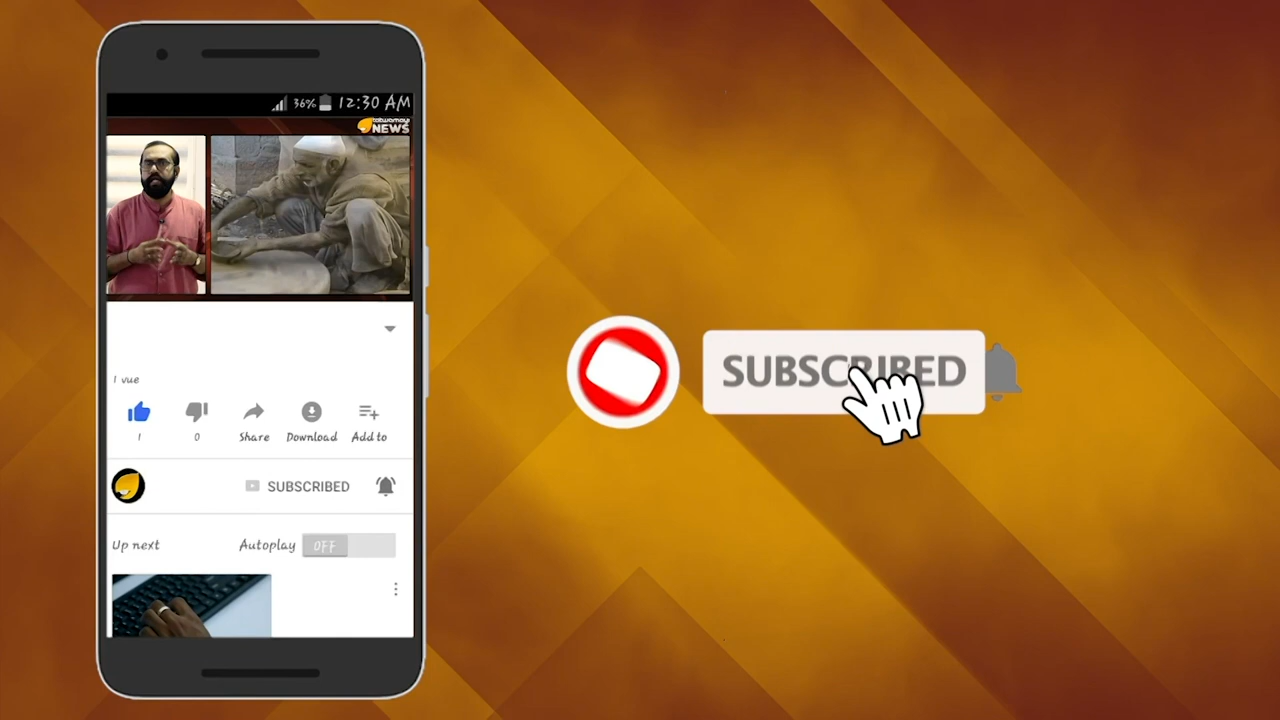 36% 12:30 AM
tatwamayi
NEWS
1 vue
1 0 Share Download Add to
SUBSCRIBED
Up next Autoplay OFF
SUBSCRIBED